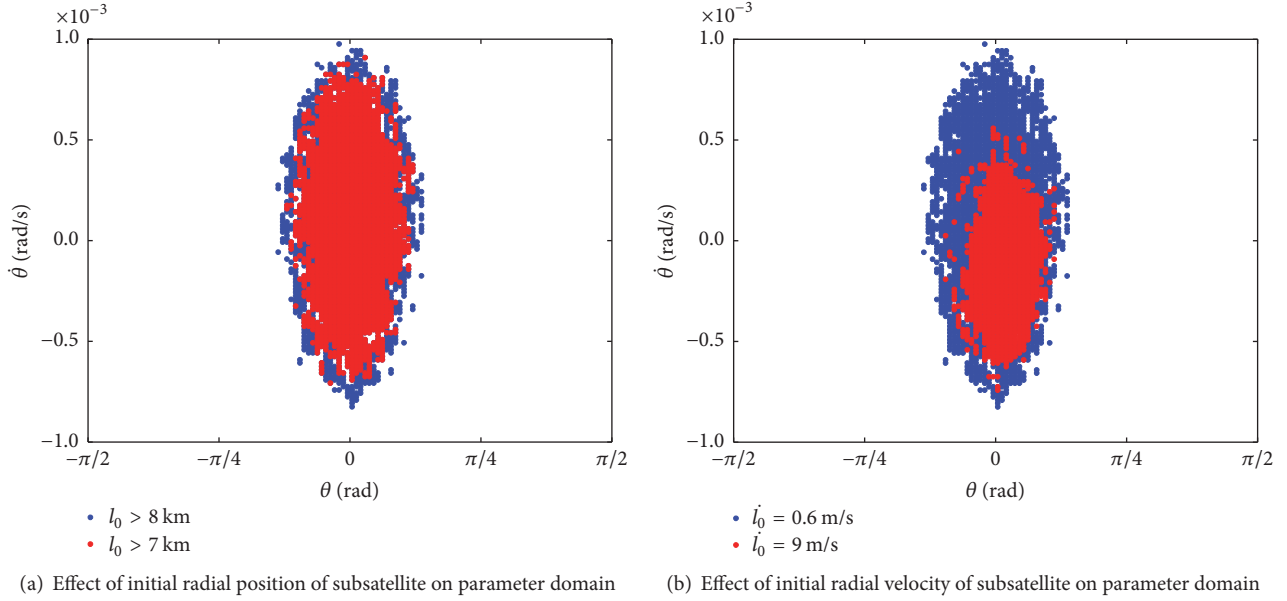 ×10⁻³
1.0
0.5
0.0
−0.5
−1.0
θ̇ (rad/s)
−π/2
−π/4
0
π/4
π/2
θ (rad)
l₀ > 8 km
l₀ > 7 km
(a) Effect of initial radial position of subsatellite on parameter domain
×10⁻³
1.0
0.5
0.0
−0.5
−1.0
θ̇ (rad/s)
−π/2
−π/4
0
π/4
π/2
θ (rad)
l̇₀ = 0.6 m/s
l̇₀ = 9 m/s
(b) Effect of initial radial velocity of subsatellite on parameter domain